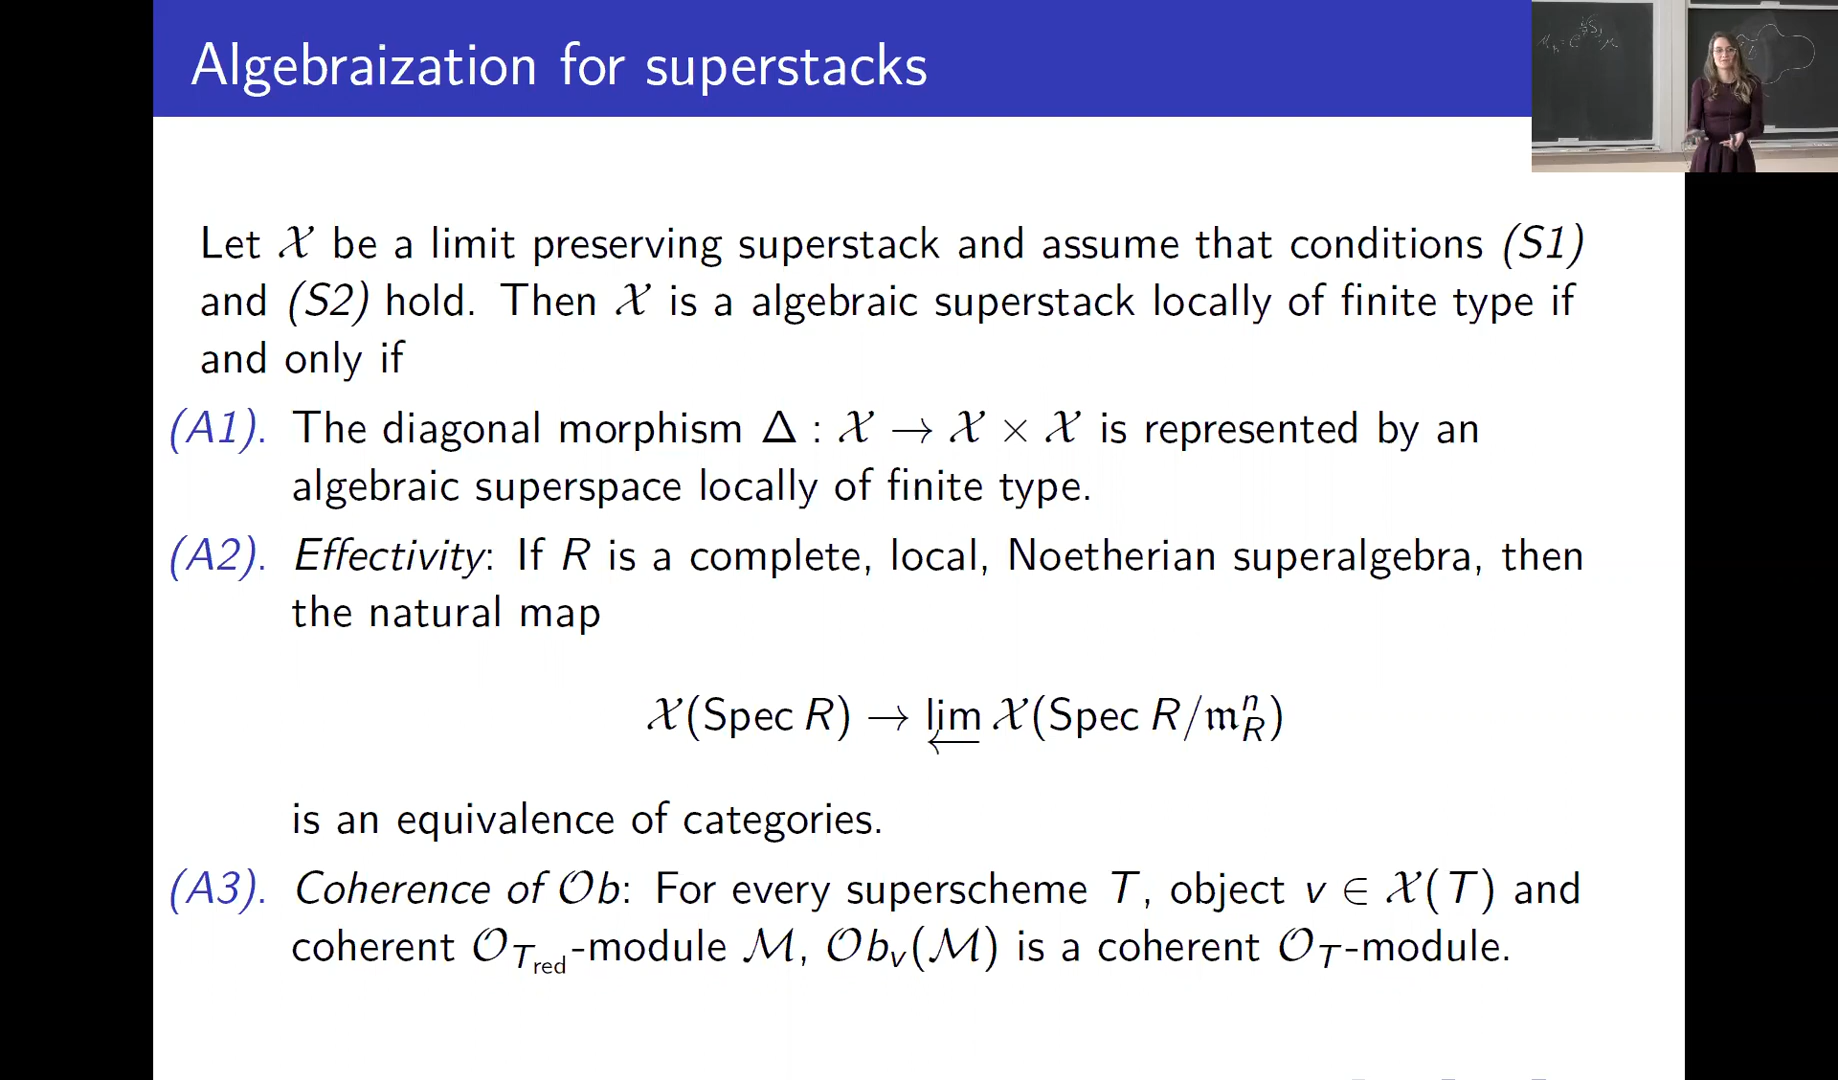 Algebraization for superstacks
Let 𝒳 be a limit preserving superstack and assume that conditions (S1)
and (S2) hold. Then 𝒳 is a algebraic superstack locally of finite type if
and only if
(A1). The diagonal morphism Δ : 𝒳 → 𝒳 × 𝒳 is represented by an
algebraic superspace locally of finite type.
(A2). Effectivity: If R is a complete, local, Noetherian superalgebra, then
the natural map
𝒳(Spec R) → lim← 𝒳(Spec R/𝔪_R^n)
is an equivalence of categories.
(A3). Coherence of 𝒪b: For every superscheme T, object v ∈ 𝒳(T) and
coherent 𝒪_{T_red}-module ℳ, 𝒪b_v(ℳ) is a coherent 𝒪_T-module.